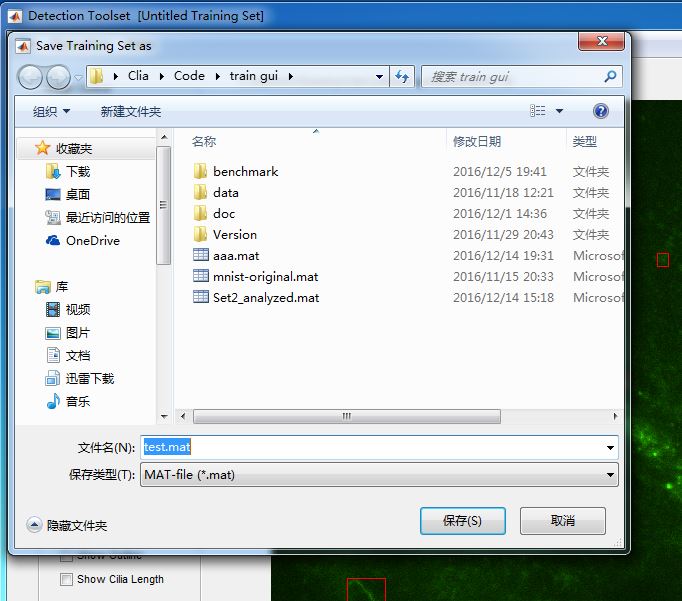 Detection Toolset [Untitled Training Set]
Save Training Set as
Clia Code train gui
搜索 train gui
组织 新建文件夹
名称 修改日期 类型
收藏夹
下载
桌面
最近访问的位置
OneDrive
库
视频
图片
文档
迅雷下载
音乐
benchmark 2016/12/5 19:41 文件夹
data 2016/11/18 12:21 文件夹
doc 2016/12/1 14:36 文件夹
Version 2016/11/29 20:43 文件夹
aaa.mat 2016/12/14 19:31 Microsof
mnist-original.mat 2016/11/15 20:33 Microsof
Set2_analyzed.mat 2016/12/14 15:18 Microsof
文件名(N): test.mat
保存类型(T): MAT-file (*.mat)
隐藏文件夹 保存(S) 取消
Show Outline
Show Cilia Length